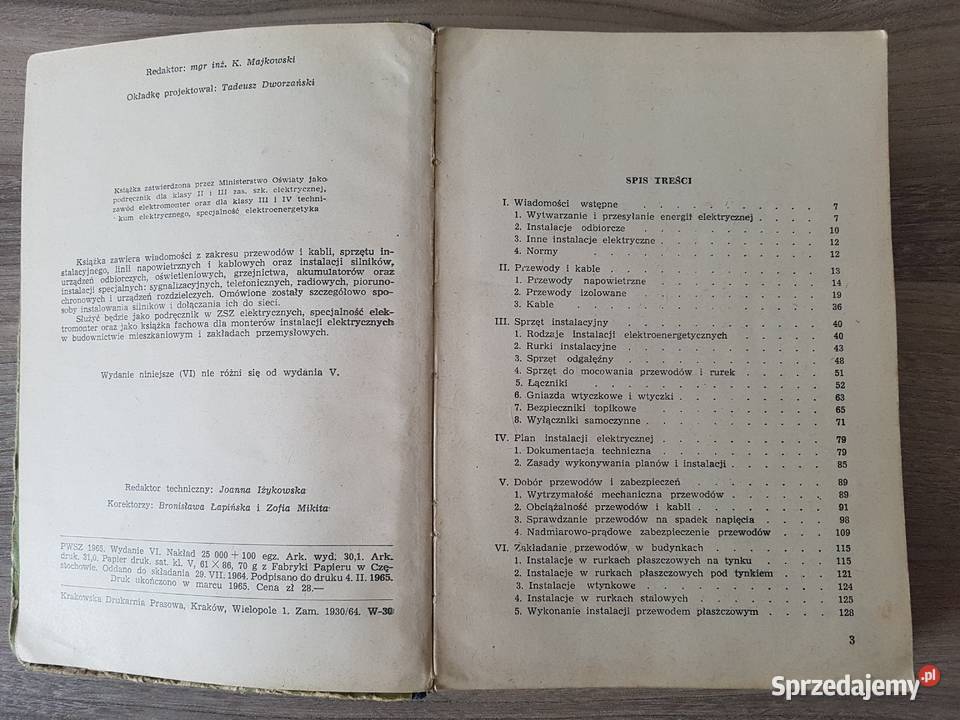 Redaktor: mgr inż. K. Majkowski
Okładkę projektował: Tadeusz Dworzański
Książka zatwierdzona przez Ministerstwo Oświaty jako
podręcznik dla klasy II i III zas. szk. elektrycznej,
zawód elektromonter oraz dla klasy III i IV techni-
kum elektrycznego, specjalność elektroenergetyka
Książka zawiera wiadomości z zakresu przewodów i kabli, sprzętu in-
stalacyjnego, linii napowietrznych i kablowych oraz instalacji silników,
urządzeń odbiorczych, oświetleniowych, grzejnictwa, akumulatorów oraz
instalacji specjalnych: sygnalizacyjnych, telefonicznych, radiowych, pioruno-
chronowych i urządzeń rozdzielczych. Omówione zostały szczegółowo spo-
soby instalowania silników i dołączania ich do sieci.
Służyć będzie jako podręcznik w ZSZ elektrycznych, specjalność elek-
tromonter oraz jako książka fachowa dla monterów instalacji elektrycznych
w budownictwie mieszkaniowym i zakładach przemysłowych.
Wydanie niniejsze (VI) nie różni się od wydania V.
Redaktor techniczny: Joanna Iżykowska
Korektorzy: Bronisława Łapińska i Zofia Mikita
PWSZ 1965. Wydanie VI. Nakład 25 000 + 100 egz. Ark. wyd. 30,1. Ark.
druk. 31,0. Papier druk. sat. kl. V, 61 X 86, 70 g z Fabryki Papieru w Czę-
stochowie. Oddano do składania 29. VII. 1964. Podpisano do druku 4. II. 1965.
Druk ukończono w marcu 1965. Cena zł 28.—
Krakowska Drukarnia Prasowa, Kraków, Wielopole 1. Zam. 1930/64. W-30
SPIS TREŚCI
I. Wiadomości wstępne . . . . . . . . . . 7
1. Wytwarzanie i przesyłanie energii elektrycznej . . . . 7
2. Instalacje odbiorcze . . . . . . . . . . 10
3. Inne instalacje elektryczne . . . . . . . . 12
4. Normy . . . . . . . . . . . . 12
II. Przewody i kable . . . . . . . . . . 13
1. Przewody napowietrzne . . . . . . . . . 14
2. Przewody izolowane . . . . . . . . . 19
3. Kable . . . . . . . . . . . . 36
III. Sprzęt instalacyjny . . . . . . . . . . 40
1. Rodzaje instalacji elektroenergetycznych . . . . . 40
2. Rurki instalacyjne . . . . . . . . . . 43
3. Sprzęt odgałęźny . . . . . . . . . . 48
4. Sprzęt do mocowania przewodów i rurek . . . . . 51
5. Łączniki . . . . . . . . . . . 52
6. Gniazda wtyczkowe i wtyczki . . . . . . . 63
7. Bezpieczniki topikowe . . . . . . . . . 65
8. Wyłączniki samoczynne . . . . . . . . . 71
IV. Plan instalacji elektrycznej . . . . . . . . 79
1. Dokumentacja techniczna . . . . . . . . 79
2. Zasady wykonywania planów i instalacji . . . . . 85
V. Dobór przewodów i zabezpieczeń . . . . . . . 89
1. Wytrzymałość mechaniczna przewodów . . . . . 89
2. Obciążalność przewodów i kabli . . . . . . . 91
3. Sprawdzanie przewodów na spadek napięcia . . . . 98
4. Nadmiarowo-prądowe zabezpieczenie przewodów . . . 109
VI. Zakładanie przewodów w budynkach . . . . . . 115
1. Instalacje w rurkach płaszczowych na tynku . . . . 115
2. Instalacje w rurkach płaszczowych pod tynkiem . . . 121
3. Instalacje wtynkowe . . . . . . . . . 124
4. Instalacje w rurkach stalowych . . . . . . . 125
5. Wykonanie instalacji przewodem płaszczowym . . . . 128
3
Sprzedajemy.pl